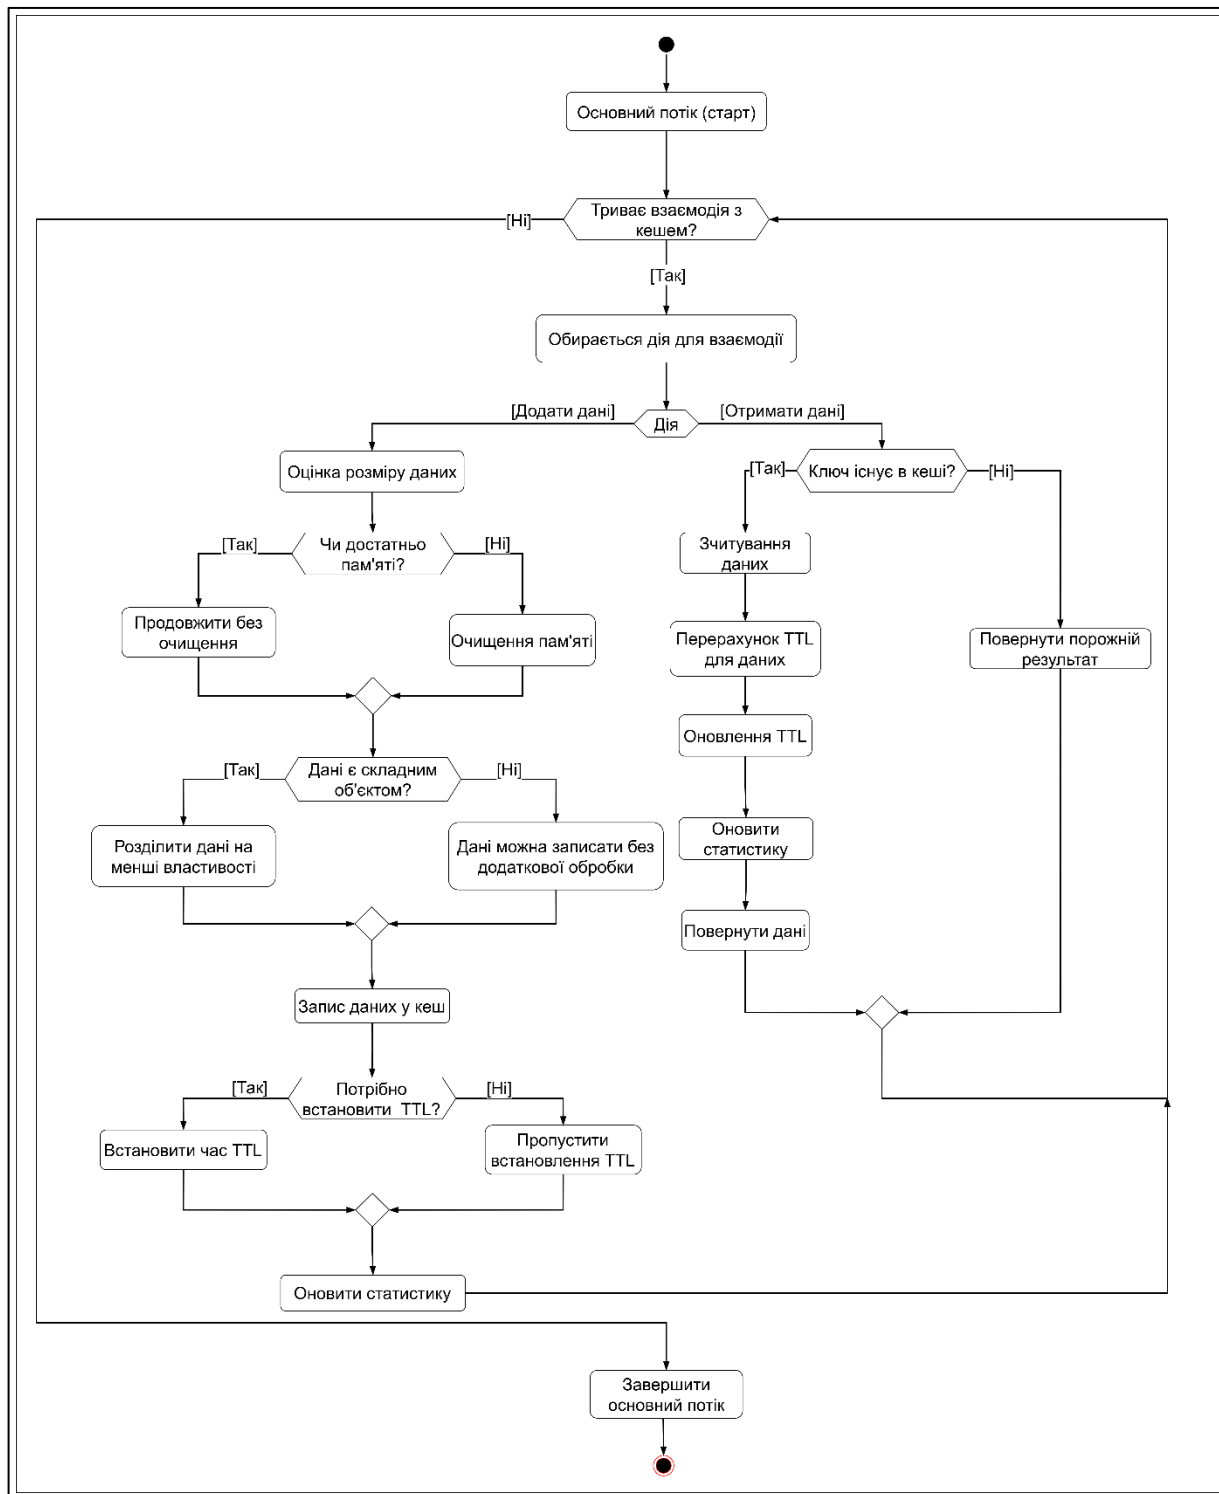 Основний потік (старт)
Триває взаємодія з
кешем?
[Ні]
[Так]
Обирається дія для взаємодії
[Додати дані]
Дія
[Отримати дані]
Оцінка розміру даних
[Так]
Чи достатньо
пам'яті?
[Ні]
Продовжити без
очищення
Очищення пам'яті
[Так]
Дані є складним
об'єктом?
[Ні]
Розділити дані на
менші властивості
Дані можна записати без
додаткової обробки
Запис даних у кеш
[Так]
Потрібно
встановити TTL?
[Ні]
Встановити час TTL
Пропустити
встановлення TTL
Оновити статистику
[Так]
Ключ існує в кеші?
[Ні]
Зчитування
даних
Перерахунок TTL
для даних
Оновлення TTL
Оновити
статистику
Повернути дані
Повернути порожній
результат
Завершити
основний потік